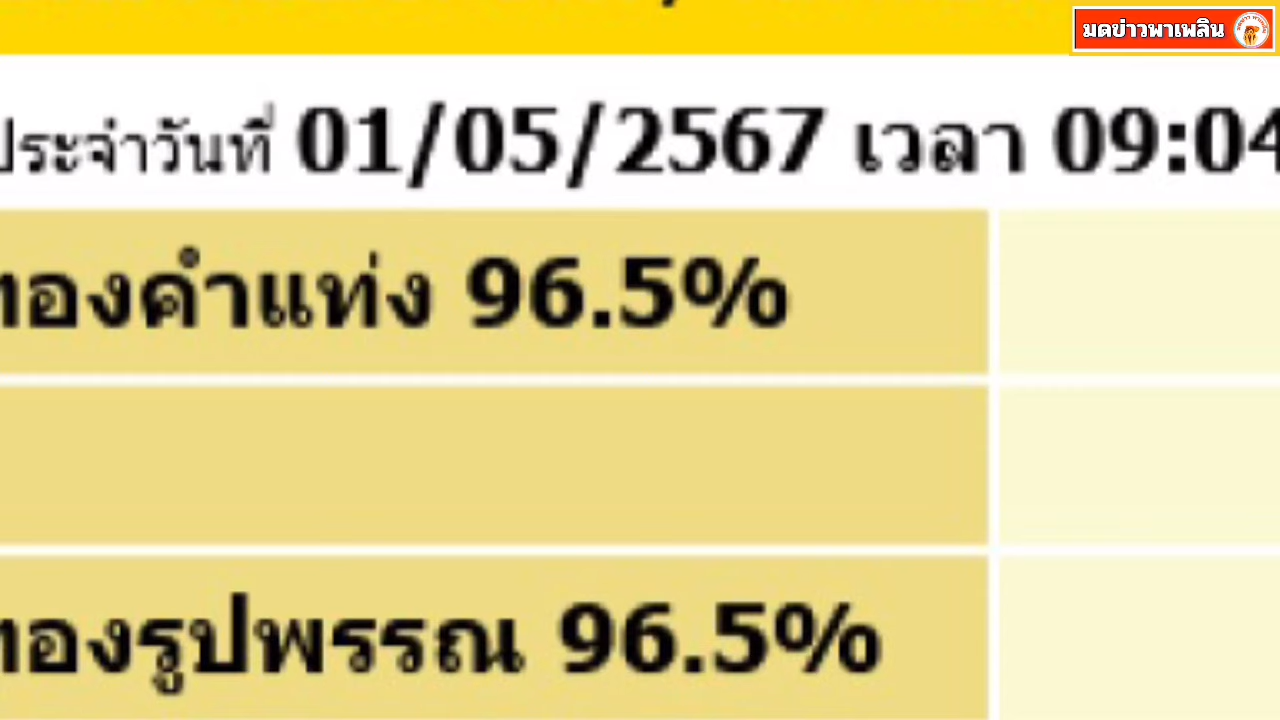 มดข่าวพาเพลิน
ประจำวันที่ 01/05/2567 เวลา 09:04
ทองคำแท่ง 96.5%
ทองรูปพรรณ 96.5%